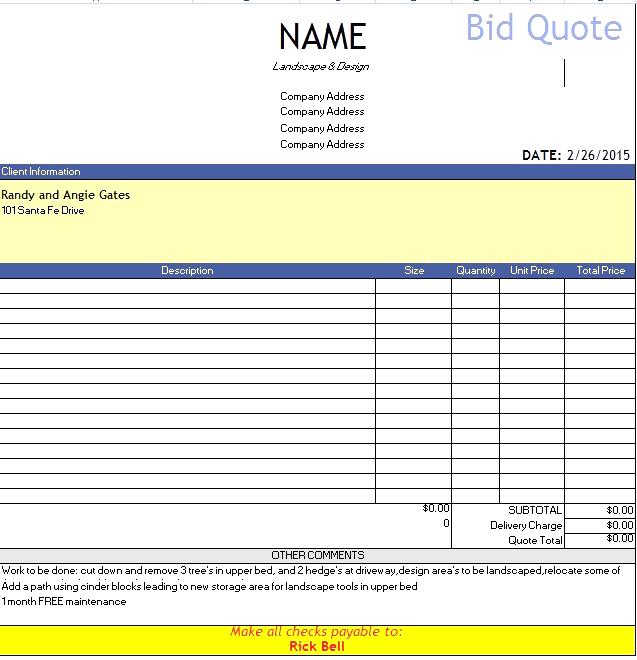 NAME
Bid Quote
Landscape & Design
Company Address
Company Address
Company Address
Company Address
DATE: 2/26/2015
Client Information
Randy and Angie Gates
101 Santa Fe Drive
Description Size Quantity Unit Price Total Price
$0.00 SUBTOTAL $0.00
0 Delivery Charge $0.00
Quote Total $0.00
OTHER COMMENTS
Work to be done: cut down and remove 3 tree's in upper bed, and 2 hedge's at driveway,design area's to be landscaped,relocate some of
Add a path using cinder blocks leading to new storage area for landscape tools in upper bed
1 month FREE maintenance
Make all checks payable to:
Rick Bell